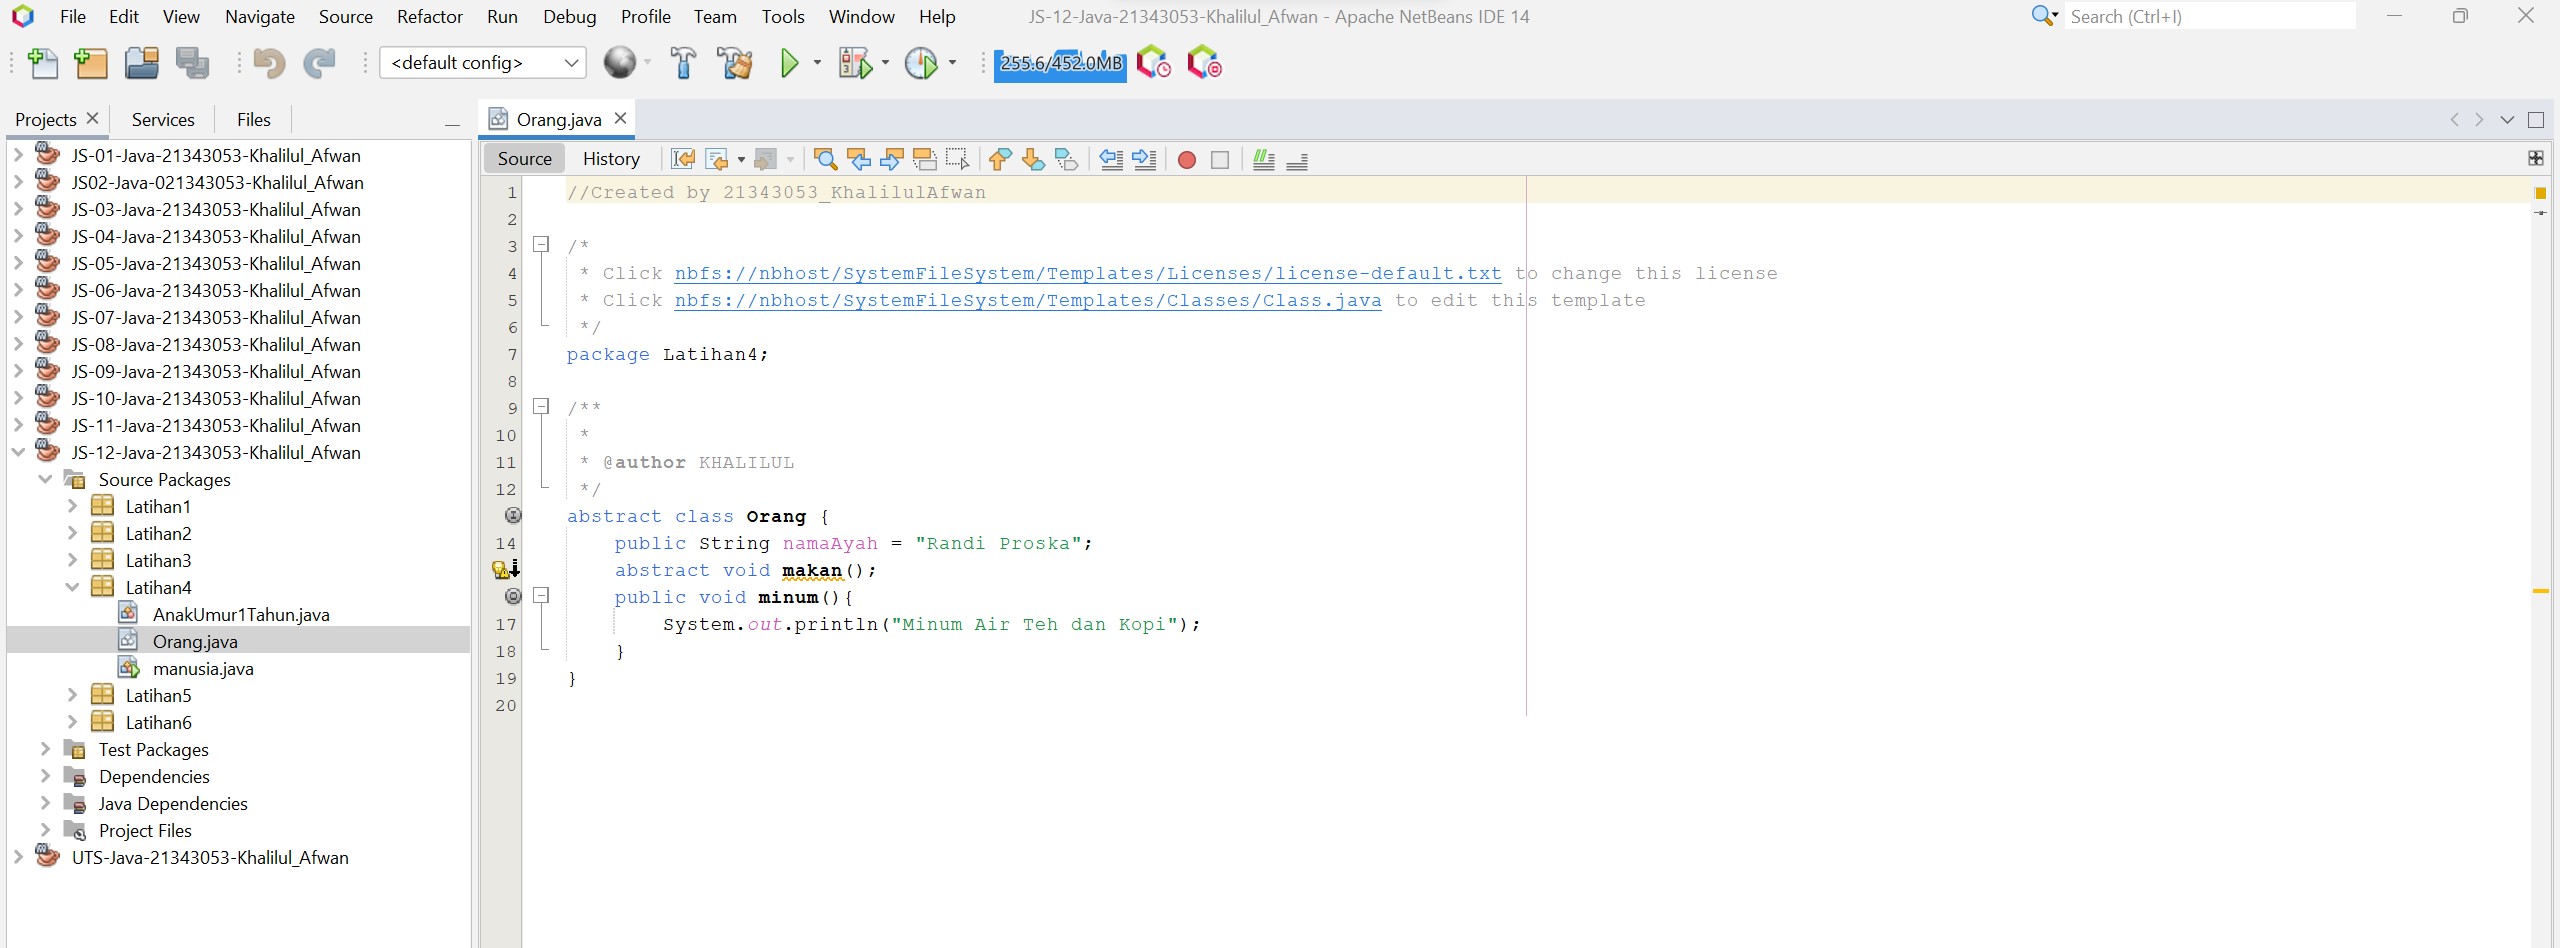 File Edit View Navigate Source Refactor Run Debug Profile Team Tools Window Help JS-12-Java-21343053-Khalilul_Afwan - Apache NetBeans IDE 14 Search (Ctrl+I)
<default config> 255.6/452.0MB
Projects Services Files Orang.java
Source History
JS-01-Java-21343053-Khalilul_Afwan
JS02-Java-021343053-Khalilul_Afwan
JS-03-Java-21343053-Khalilul_Afwan
JS-04-Java-21343053-Khalilul_Afwan
JS-05-Java-21343053-Khalilul_Afwan
JS-06-Java-21343053-Khalilul_Afwan
JS-07-Java-21343053-Khalilul_Afwan
JS-08-Java-21343053-Khalilul_Afwan
JS-09-Java-21343053-Khalilul_Afwan
JS-10-Java-21343053-Khalilul_Afwan
JS-11-Java-21343053-Khalilul_Afwan
JS-12-Java-21343053-Khalilul_Afwan
Source Packages
Latihan1
Latihan2
Latihan3
Latihan4
AnakUmur1Tahun.java
Orang.java
manusia.java
Latihan5
Latihan6
Test Packages
Dependencies
Java Dependencies
Project Files
UTS-Java-21343053-Khalilul_Afwan
1 //Created by 21343053_KhalilulAfwan
2
3 /*
4 * Click nbfs://nbhost/SystemFileSystem/Templates/Licenses/license-default.txt to change this license
5 * Click nbfs://nbhost/SystemFileSystem/Templates/Classes/Class.java to edit this template
6 */
7 package Latihan4;
8
9 /**
10 *
11 * @author KHALILUL
12 */
abstract class Orang {
14 public String namaAyah = "Randi Proska";
abstract void makan();
public void minum(){
17 System.out.println("Minum Air Teh dan Kopi");
18 }
19 }
20